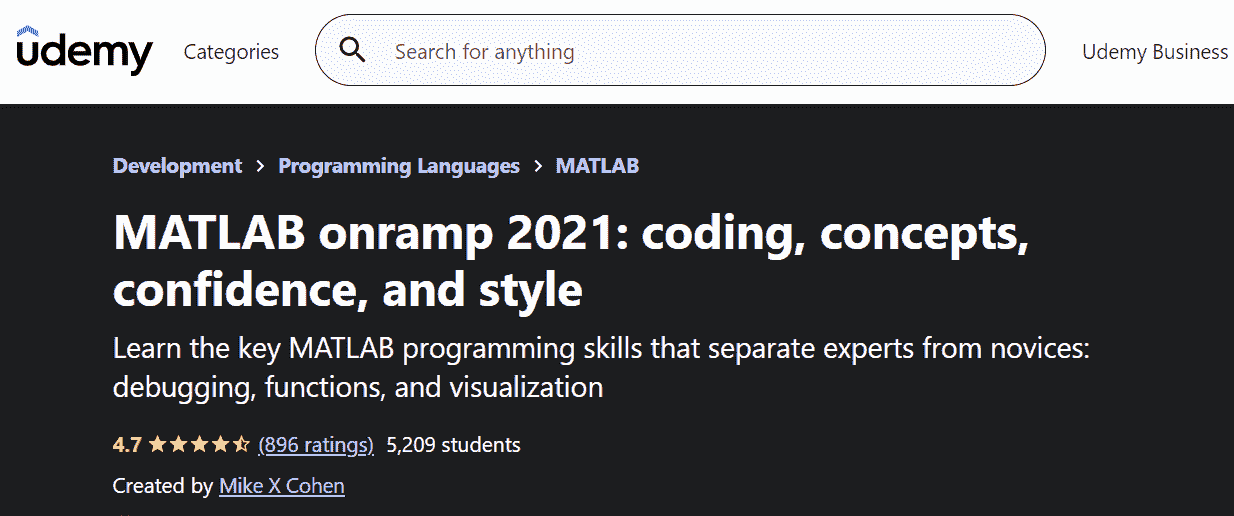 udemy Categories Search for anything Udemy Business
Development > Programming Languages > MATLAB
MATLAB onramp 2021: coding, concepts,
confidence, and style
Learn the key MATLAB programming skills that separate experts from novices:
debugging, functions, and visualization
4.7 (896 ratings) 5,209 students
Created by Mike X Cohen